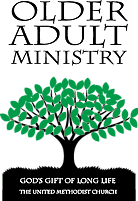 OLDER
ADULT
MINISTRY
GOD'S GIFT OF LONG LIFE
THE UNITED METHODIST CHURCH